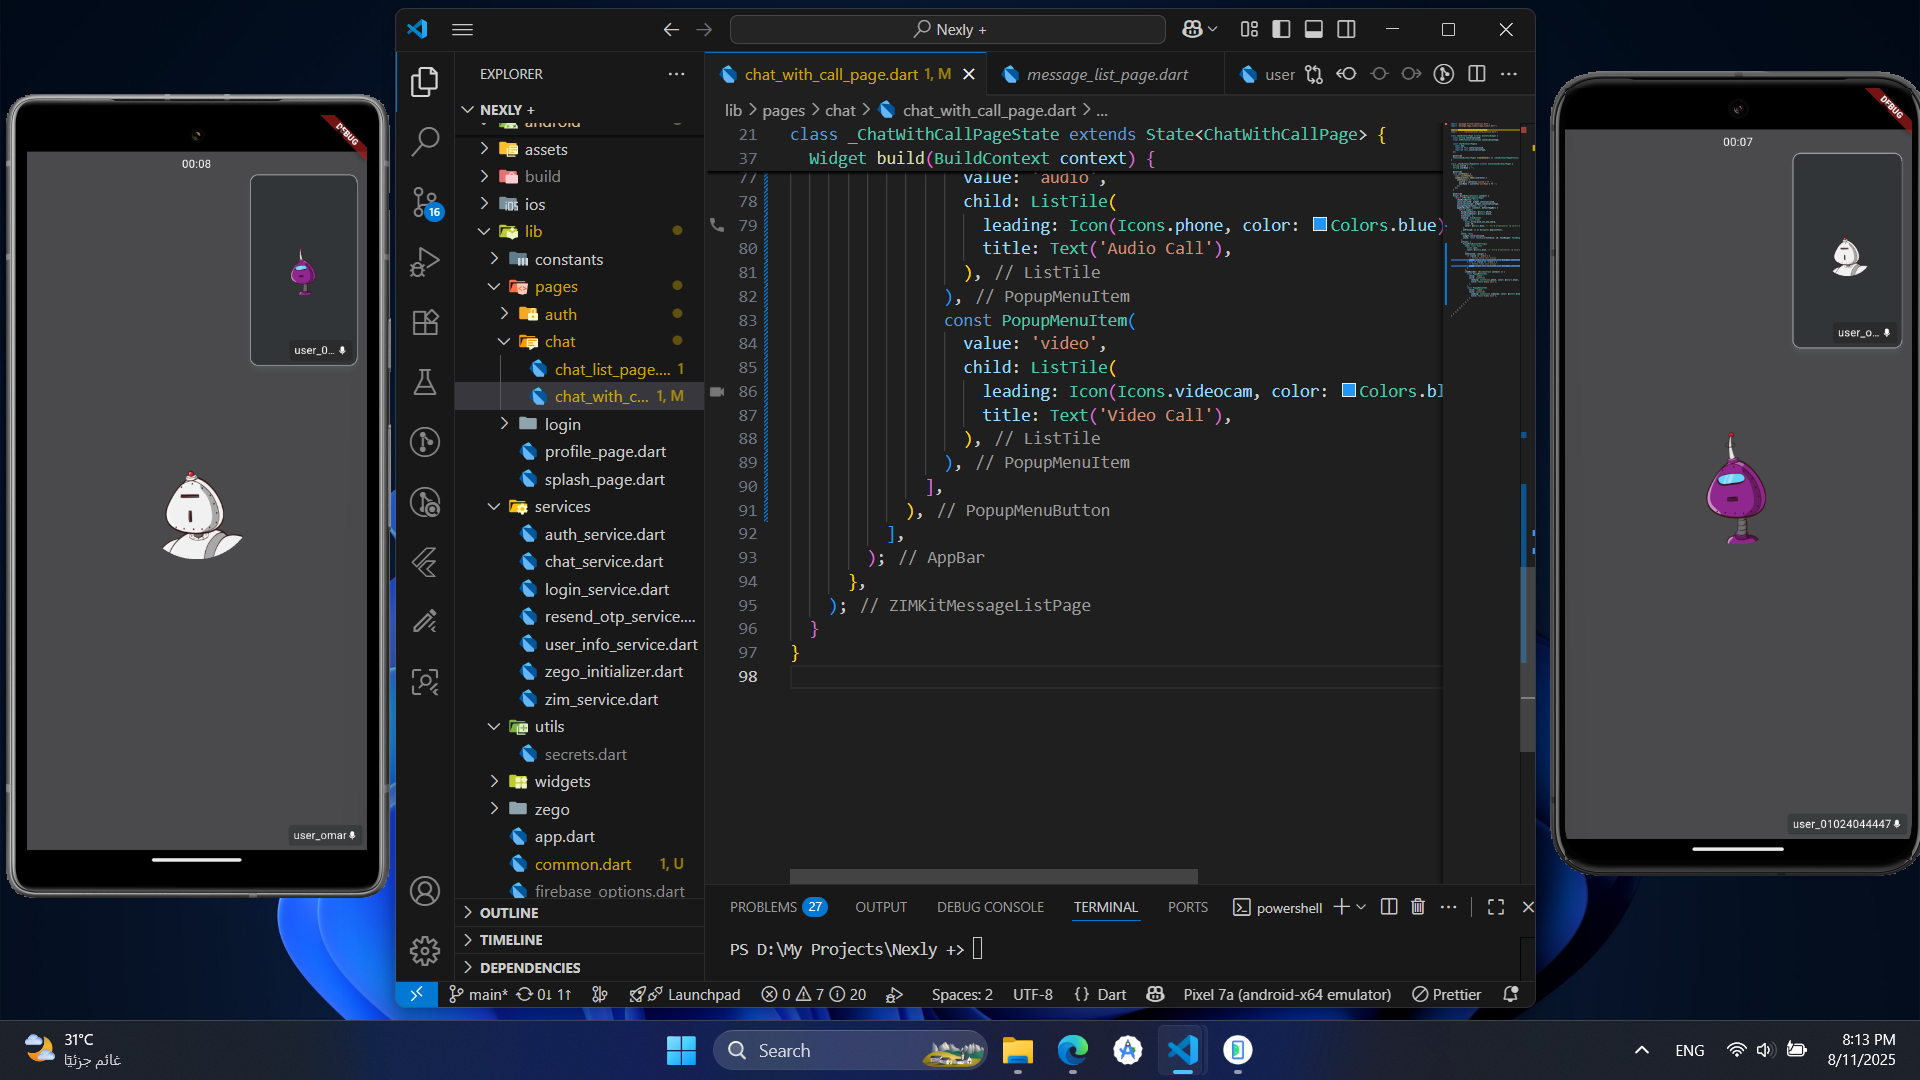 Nexly +
EXPLORER
NEXLY +
android
assets
build
ios
lib
constants
pages
auth
chat
chat_list_page.... 1
chat_with_c... 1, M
login
profile_page.dart
splash_page.dart
services
auth_service.dart
chat_service.dart
login_service.dart
resend_otp_service....
user_info_service.dart
zego_initializer.dart
zim_service.dart
utils
secrets.dart
widgets
zego
app.dart
common.dart 1, U
firebase_options.dart
OUTLINE
TIMELINE
DEPENDENCIES
16
chat_with_call_page.dart 1, M
message_list_page.dart
user
lib > pages > chat > chat_with_call_page.dart > ...
21 class _ChatWithCallPageState extends State<ChatWithCallPage> {
37 Widget build(BuildContext context) {
77 value: 'audio',
78 child: ListTile(
79 leading: Icon(Icons.phone, color: Colors.blue)
80 title: Text('Audio Call'),
81 ), // ListTile
82 ), // PopupMenuItem
83 const PopupMenuItem(
84 value: 'video',
85 child: ListTile(
86 leading: Icon(Icons.videocam, color: Colors.bl
87 title: Text('Video Call'),
88 ), // ListTile
89 ), // PopupMenuItem
90 ],
91 ), // PopupMenuButton
92 ],
93 ); // AppBar
94 },
95 ); // ZIMKitMessageListPage
96 }
97 }
98
PROBLEMS 27
OUTPUT
DEBUG CONSOLE
TERMINAL
PORTS
powershell
PS D:\My Projects\Nexly +>
main* 0↓ 1↑
Launchpad
0 7 20
Spaces: 2
UTF-8
{} Dart
Pixel 7a (android-x64 emulator)
Prettier
DEBUG
00:08
user_0...
user_omar
DEBUG
00:07
user_o...
user_01024044447
31°C
غائم جزئيًا
Search
ENG
8:13 PM
8/11/2025